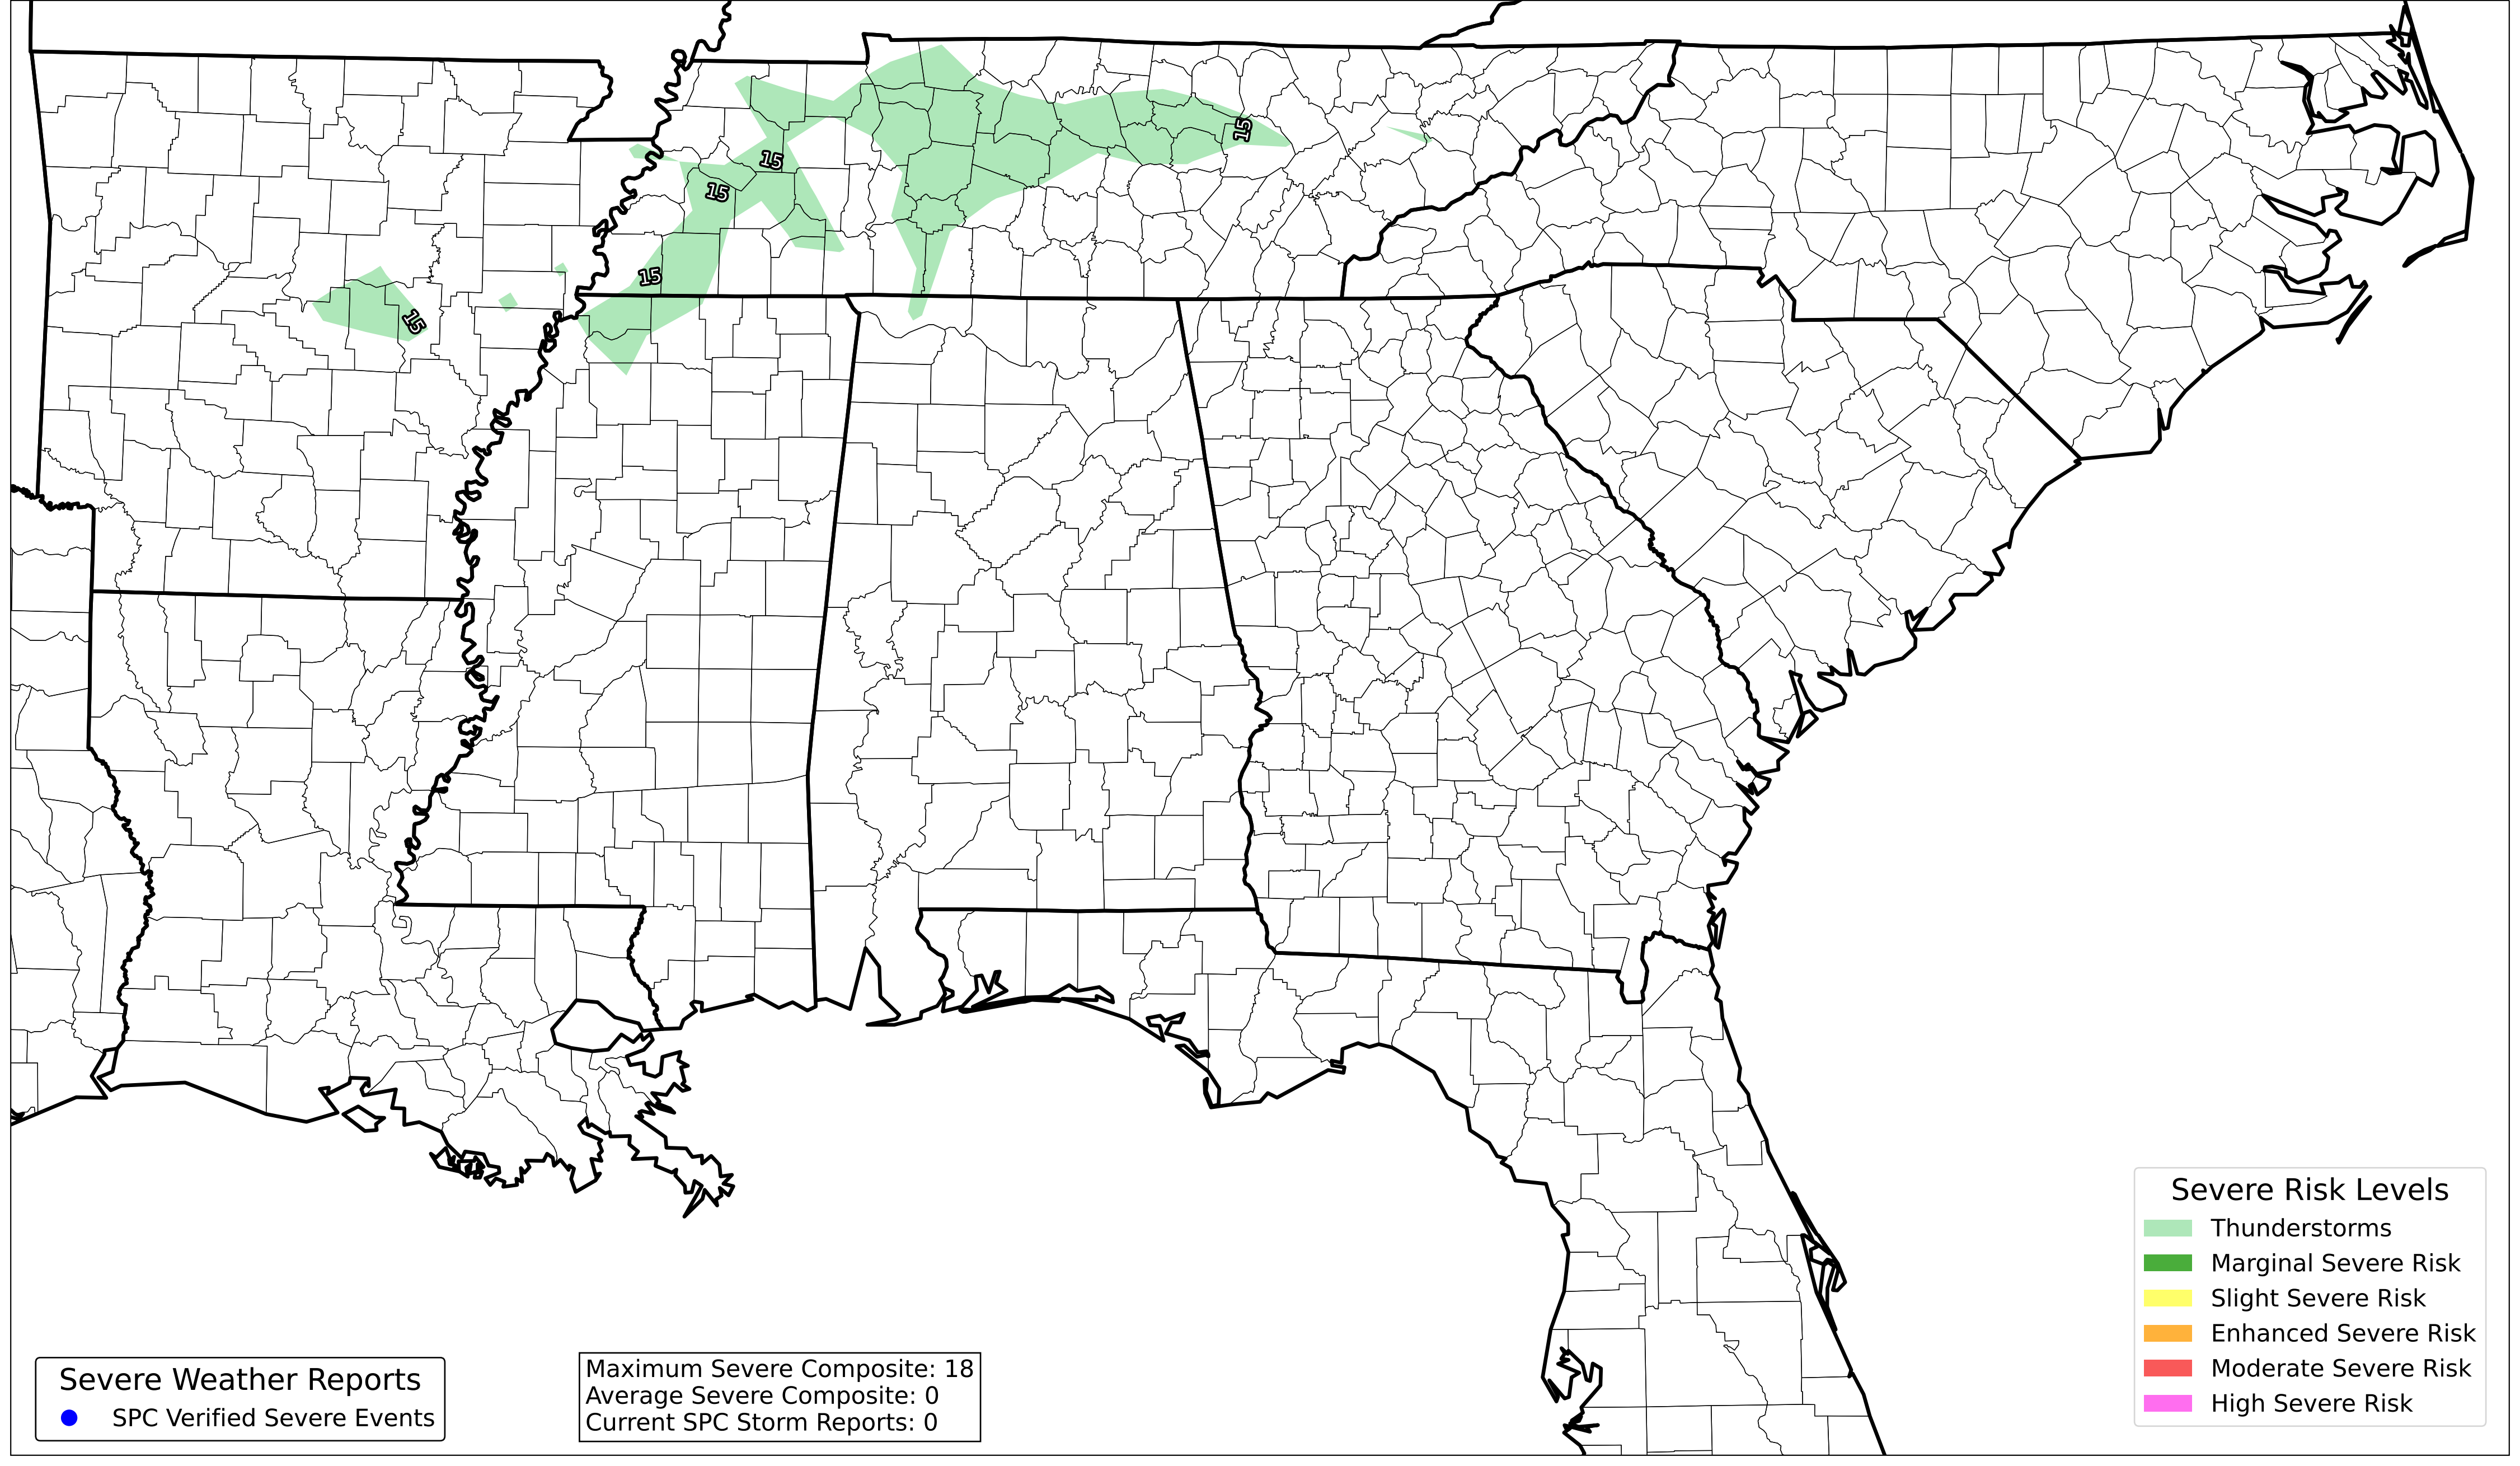 15
15
15
15
15
Severe Risk Levels
Thunderstorms
Marginal Severe Risk
Slight Severe Risk
Enhanced Severe Risk
Moderate Severe Risk
High Severe Risk
Severe Weather Reports
SPC Verified Severe Events
Maximum Severe Composite: 18
Average Severe Composite: 0
Current SPC Storm Reports: 0